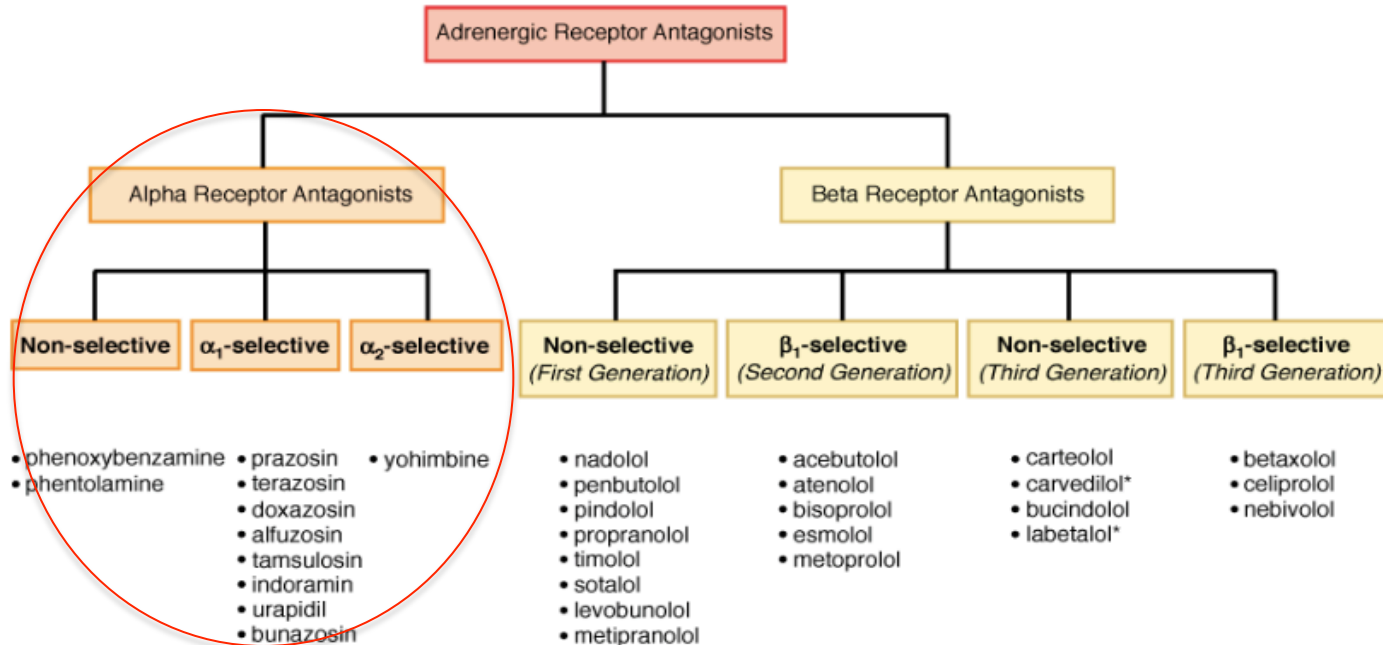 Adrenergic Receptor Antagonists
Alpha Receptor Antagonists
Beta Receptor Antagonists
Non-selective
α₁-selective
α₂-selective
Non-selective
(First Generation)
β₁-selective
(Second Generation)
Non-selective
(Third Generation)
β₁-selective
(Third Generation)
• phenoxybenzamine
• phentolamine
• prazosin
• terazosin
• doxazosin
• alfuzosin
• tamsulosin
• indoramin
• urapidil
• bunazosin
• yohimbine
• nadolol
• penbutolol
• pindolol
• propranolol
• timolol
• sotalol
• levobunolol
• metipranolol
• acebutolol
• atenolol
• bisoprolol
• esmolol
• metoprolol
• carteolol
• carvedilol*
• bucindolol
• labetalol*
• betaxolol
• celiprolol
• nebivolol